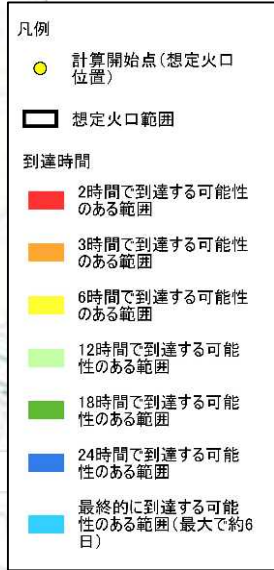 凡例
計算開始点(想定火口
位置)
想定火口範囲
到達時間
2時間で到達する可能性
のある範囲
3時間で到達する可能性
のある範囲
6時間で到達する可能性
のある範囲
12時間で到達する可能
性のある範囲
18時間で到達する可能
性のある範囲
24時間で到達する可能
性のある範囲
最終的に到達する可能
性のある範囲(最大で約6
日)